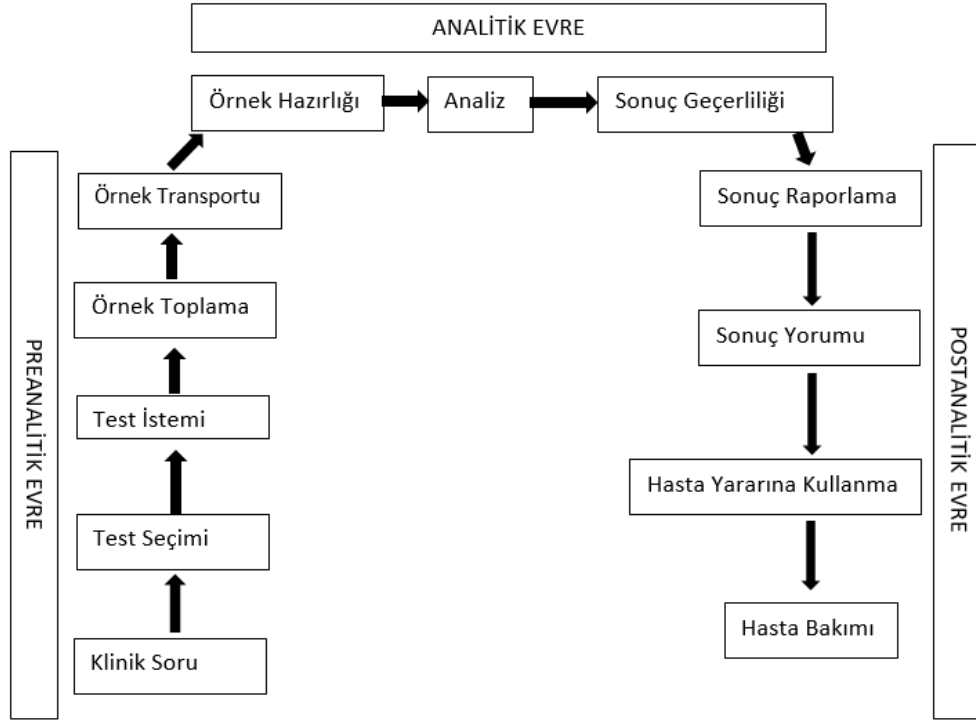 ANALİTİK EVRE
Örnek Hazırlığı
Analiz
Sonuç Geçerliliği
PREANALİTİK EVRE
Örnek Transportu
Örnek Toplama
Test İstemi
Test Seçimi
Klinik Soru
Sonuç Raporlama
Sonuç Yorumu
Hasta Yararına Kullanma
Hasta Bakımı
POSTANALİTİK EVRE